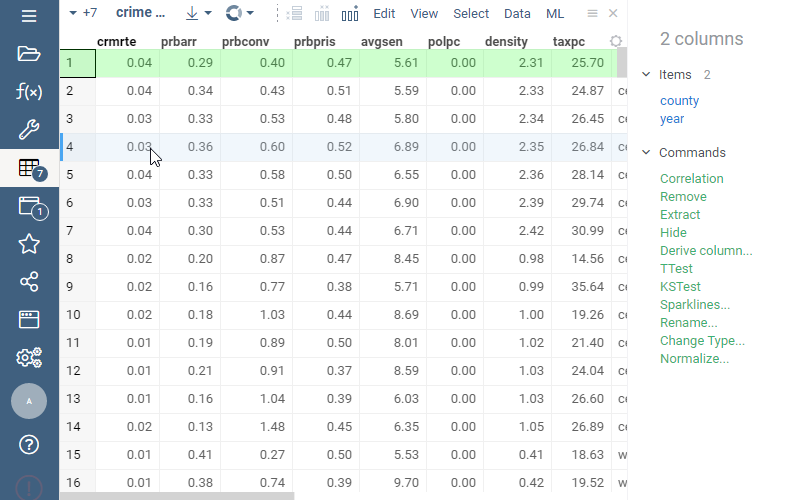 +7 crime ... Edit View Select Data ML
crmrte prbarr prbconv prbpris avgsen polpc density taxpc
1 0.04 0.29 0.40 0.47 5.61 0.00 2.31 25.70
2 0.04 0.34 0.43 0.51 5.59 0.00 2.33 24.87 ce
3 0.03 0.33 0.53 0.48 5.80 0.00 2.34 26.45 ce
4 0.03 0.36 0.60 0.52 6.89 0.00 2.35 26.84 ce
5 0.04 0.33 0.58 0.50 6.55 0.00 2.36 28.14 ce
6 0.03 0.33 0.51 0.44 6.90 0.00 2.39 29.74 ce
7 0.04 0.30 0.53 0.44 6.71 0.00 2.42 30.99 ce
8 0.02 0.20 0.87 0.47 8.45 0.00 0.98 14.56 ce
9 0.02 0.16 0.77 0.38 5.71 0.00 0.99 35.64 ce
10 0.02 0.18 1.03 0.44 8.69 0.00 1.00 19.26 ce
11 0.01 0.19 0.89 0.50 8.01 0.00 1.02 21.40 ce
12 0.01 0.21 0.91 0.37 8.59 0.00 1.03 24.04 ce
13 0.01 0.16 1.04 0.39 6.03 0.00 1.03 26.60 ce
14 0.02 0.13 1.48 0.45 6.35 0.00 1.05 26.89 ce
15 0.01 0.41 0.27 0.50 5.53 0.00 0.41 18.63 w
16 0.01 0.38 0.74 0.39 9.70 0.00 0.42 19.52 w
f(x)
7
1
A
?
2 columns
Items 2
county
year
Commands
Correlation
Remove
Extract
Hide
Derive column...
TTest
KSTest
Sparklines...
Rename...
Change Type...
Normalize...